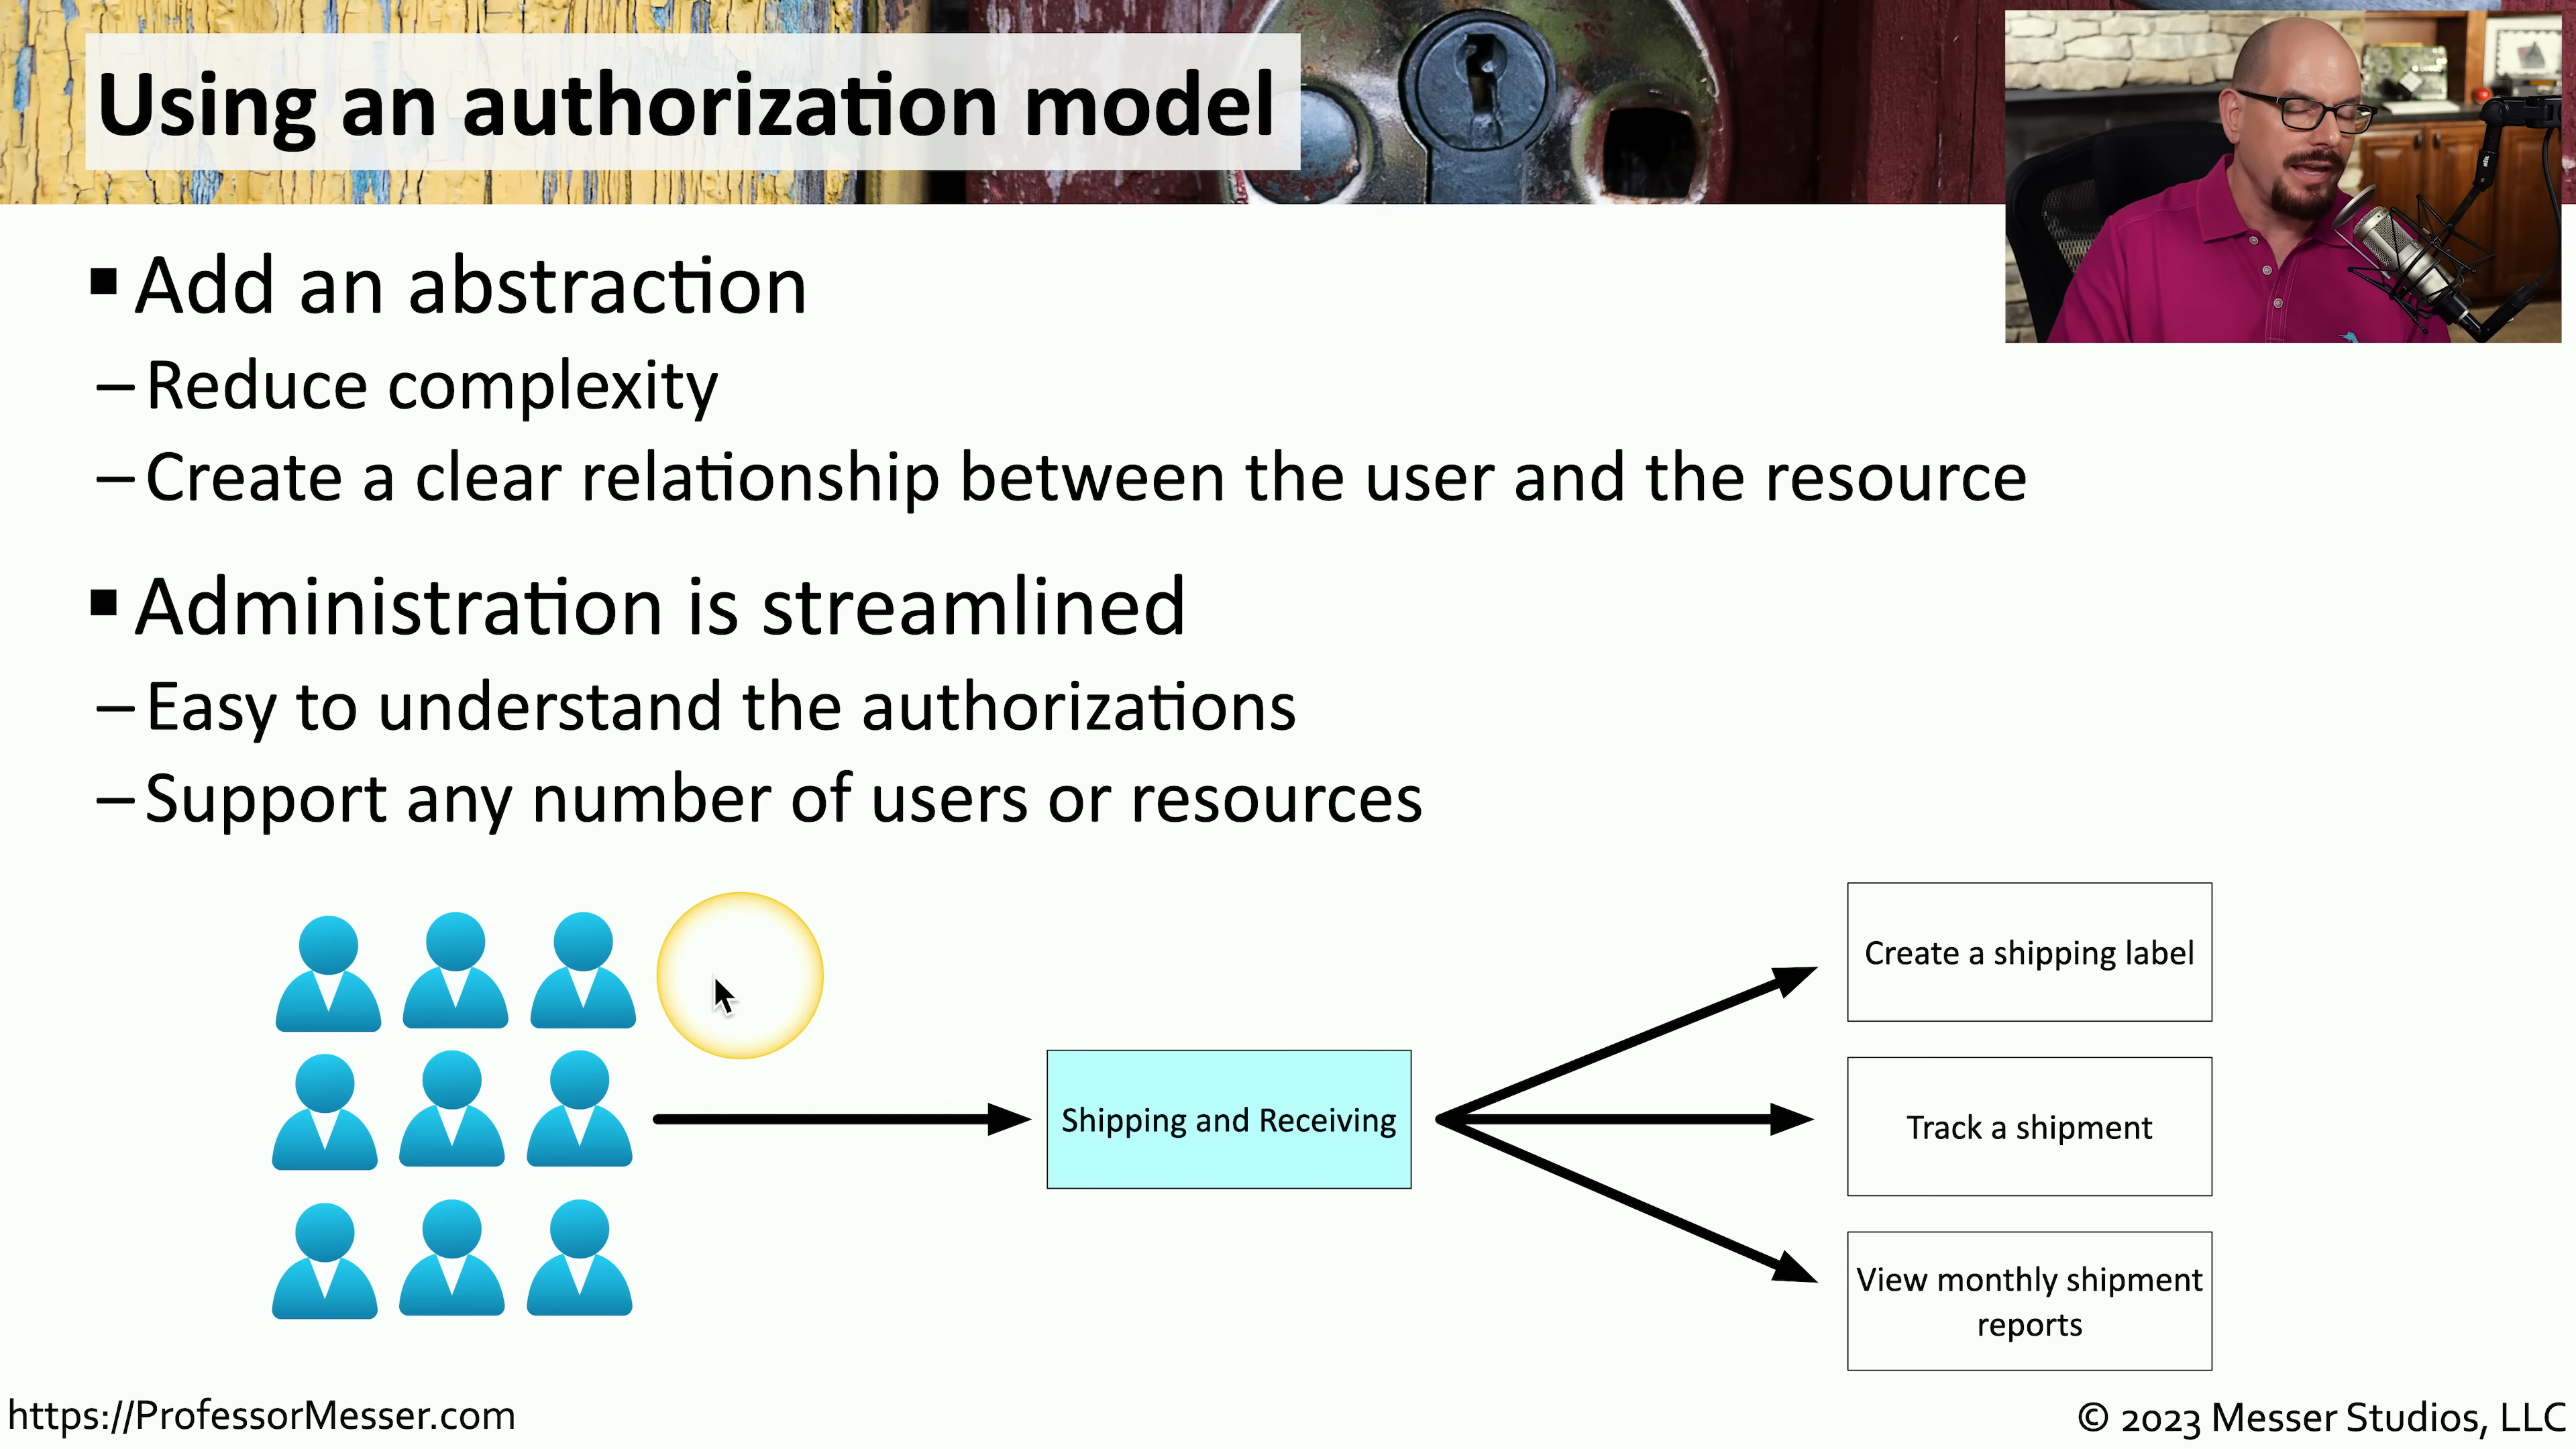 Using an authorization model
▪ Add an abstraction
– Reduce complexity
– Create a clear relationship between the user and the resource
▪ Administration is streamlined
– Easy to understand the authorizations
– Support any number of users or resources
Shipping and Receiving
Create a shipping label
Track a shipment
View monthly shipment
reports
https://ProfessorMesser.com
© 2023 Messer Studios, LLC